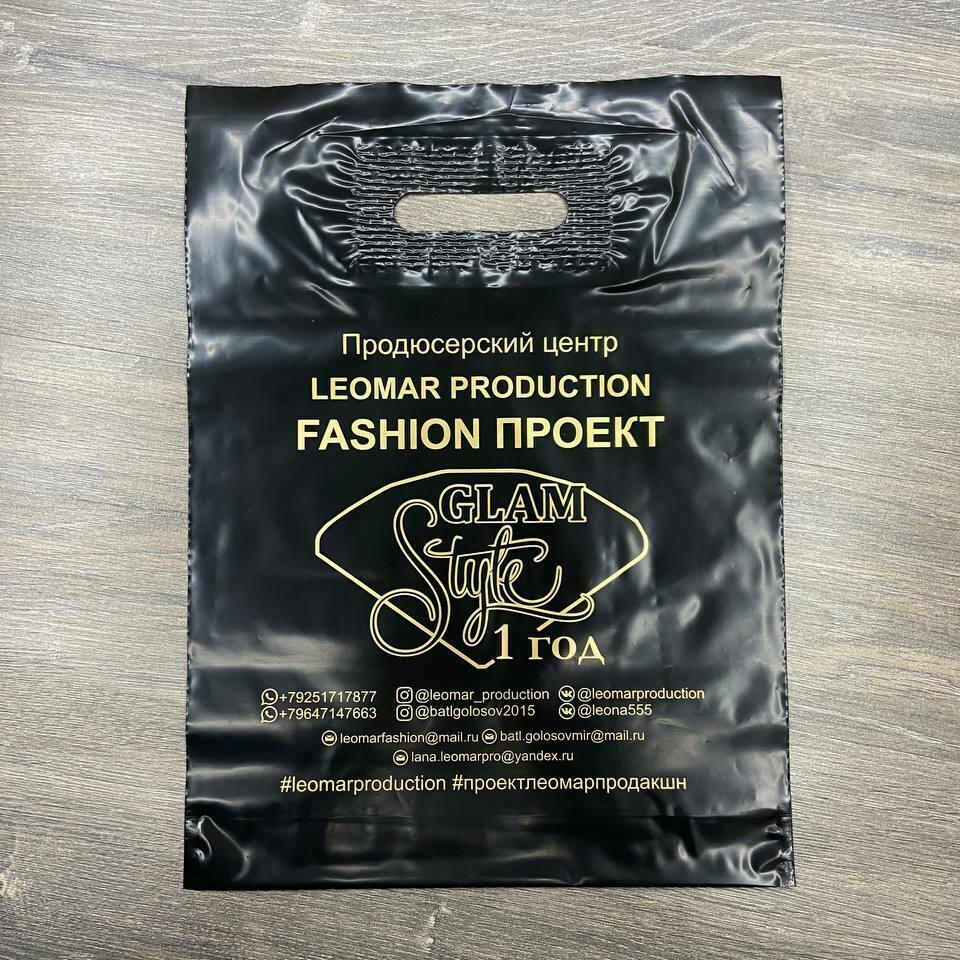 Продюсерский центр
LEOMAR PRODUCTION
FASHION ПРОЕКТ
GLAM
Style
1 год
+79251717877 @leomar_production @leomarproduction
+79647147663 @batlgolosov2015 @leona555
leomarfashion@mail.ru batl.golosovmir@mail.ru
lana.leomarpro@yandex.ru
#leomarproduction #проектлеомарпродакшн